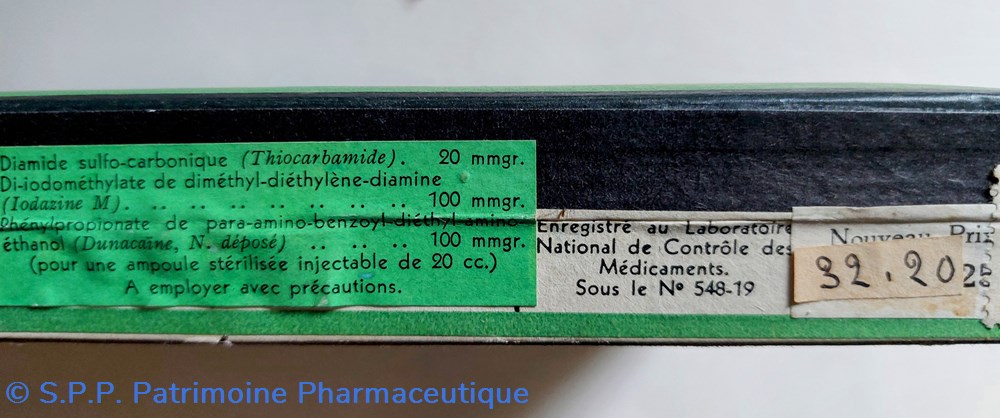 Diamide sulfo-carbonique (Thiocarbamide). 20 mmgr.
Di-iodométhylate de diméthyl-diéthylène-diamine
(Iodazine M). .. .. .. .. .. .. .. 100 mmgr.
Phénylpropionate de para-amino-benzoyl-diéthyl-amino-
éthanol (Dunacaïne, N. déposé) .. .. .. 100 mmgr.
(pour une ampoule stérilisée injectable de 20 cc.)
A employer avec précautions.
Enregistré au Laboratoire
National de Contrôle des
Médicaments.
Sous le N° 548-19
Nouveau Prix
32.20
© S.P.P. Patrimoine Pharmaceutique